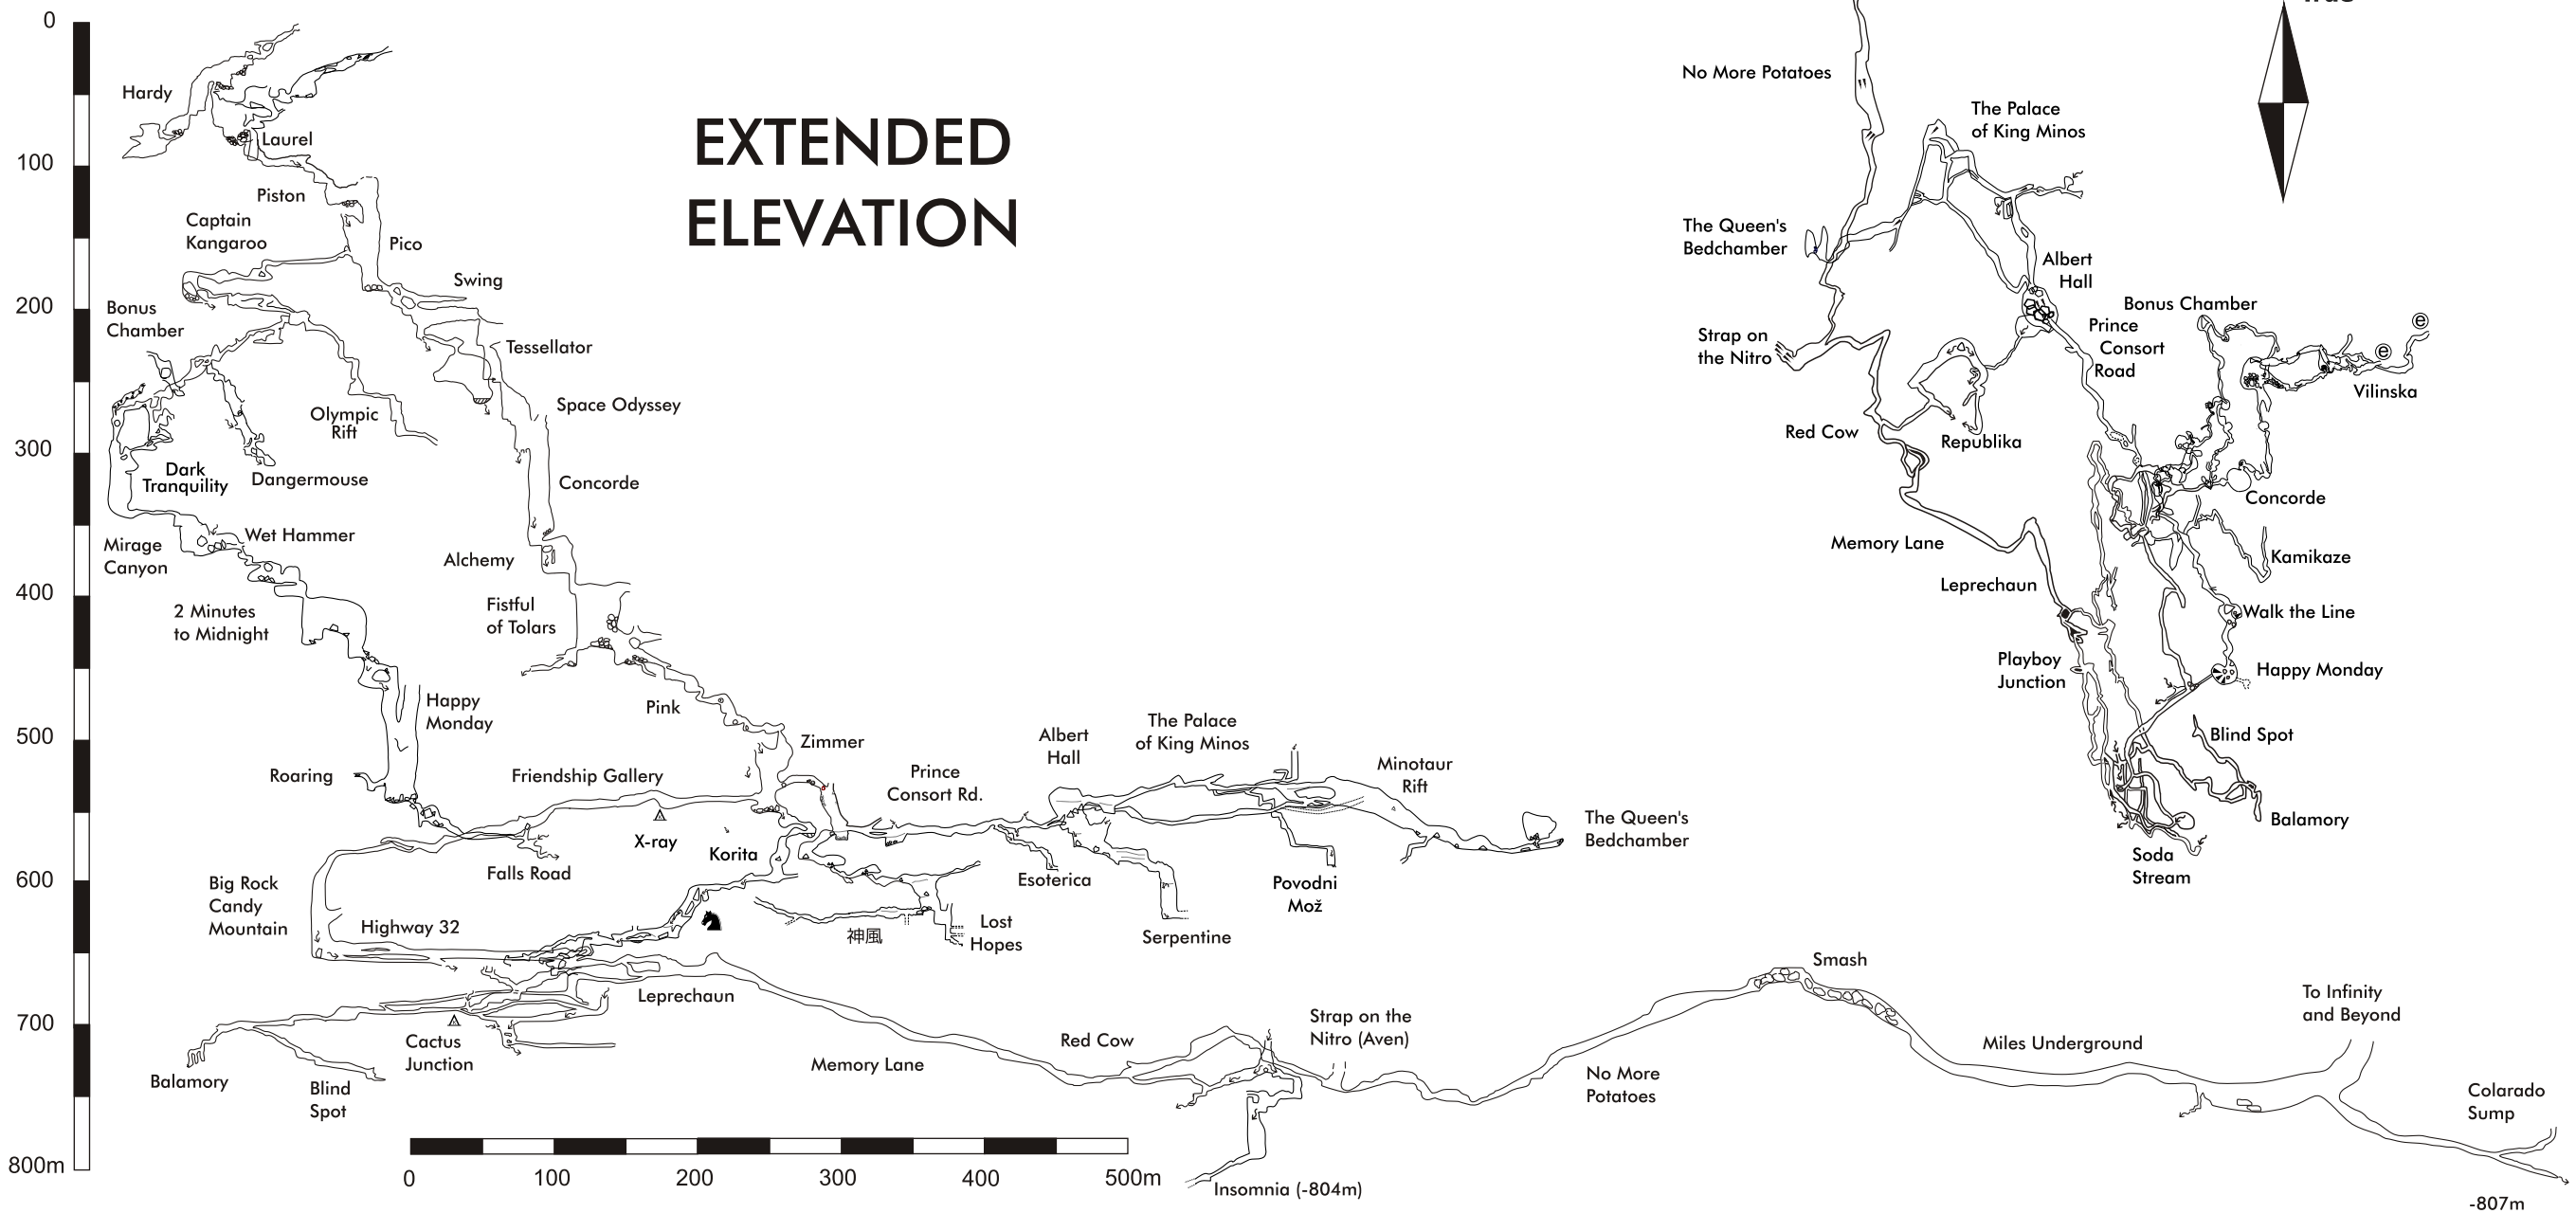 EXTENDED
ELEVATION
0
100
200
300
400
500
600
700
800m
Hardy
Laurel
Piston
Captain
Kangaroo
Pico
Swing
Bonus
Chamber
Tessellator
Space Odyssey
Olympic
Rift
Dark
Tranquility
Dangermouse
Concorde
Mirage
Canyon
Wet Hammer
Alchemy
2 Minutes
to Midnight
Fistful
of Tolars
Happy
Monday
Pink
Zimmer
Roaring
Friendship Gallery
Prince
Consort Rd.
Albert
Hall
The Palace
of King Minos
Minotaur
Rift
The Queen's
Bedchamber
X-ray
Korita
Falls Road
Esoterica
Povodni
Mož
Big Rock
Candy
Mountain
Highway 32
神風
Lost
Hopes
Serpentine
Leprechaun
Cactus
Junction
Balamory
Blind
Spot
Memory Lane
Red Cow
Strap on the
Nitro (Aven)
No More
Potatoes
Smash
Miles Underground
To Infinity
and Beyond
Colarado
Sump
Insomnia (-804m)
-807m
0
100
200
300
400
500m
No More Potatoes
The Palace
of King Minos
The Queen's
Bedchamber
Albert
Hall
Bonus Chamber
e
e
Strap on
the Nitro
Prince
Consort
Road
Vilinska
Red Cow
Republika
Concorde
Memory Lane
Kamikaze
Leprechaun
Walk the Line
Playboy
Junction
Happy Monday
Blind Spot
Balamory
Soda
Stream